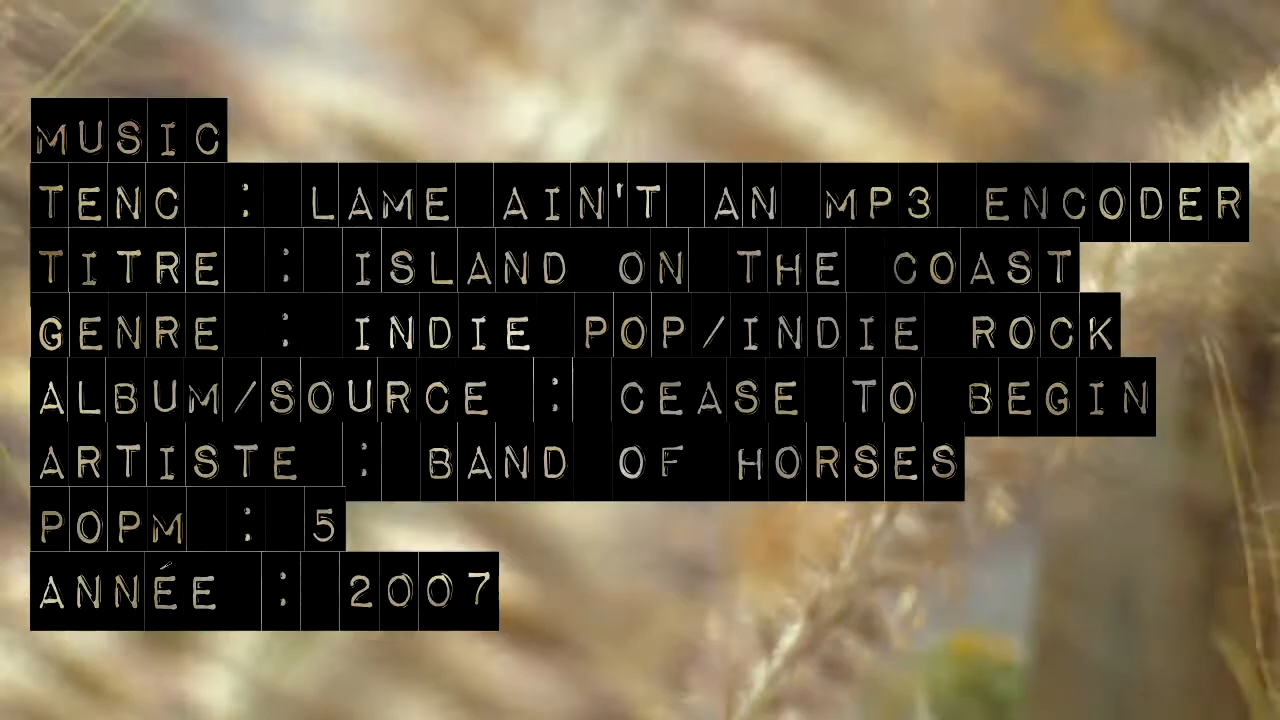 MUSIC
TENC : LAME AIN'T AN MP3 ENCODER
TITRE : ISLAND ON THE COAST
GENRE : INDIE POP/INDIE ROCK
ALBUM/SOURCE : CEASE TO BEGIN
ARTISTE : BAND OF HORSES
POPM : 5
ANNÉE : 2007